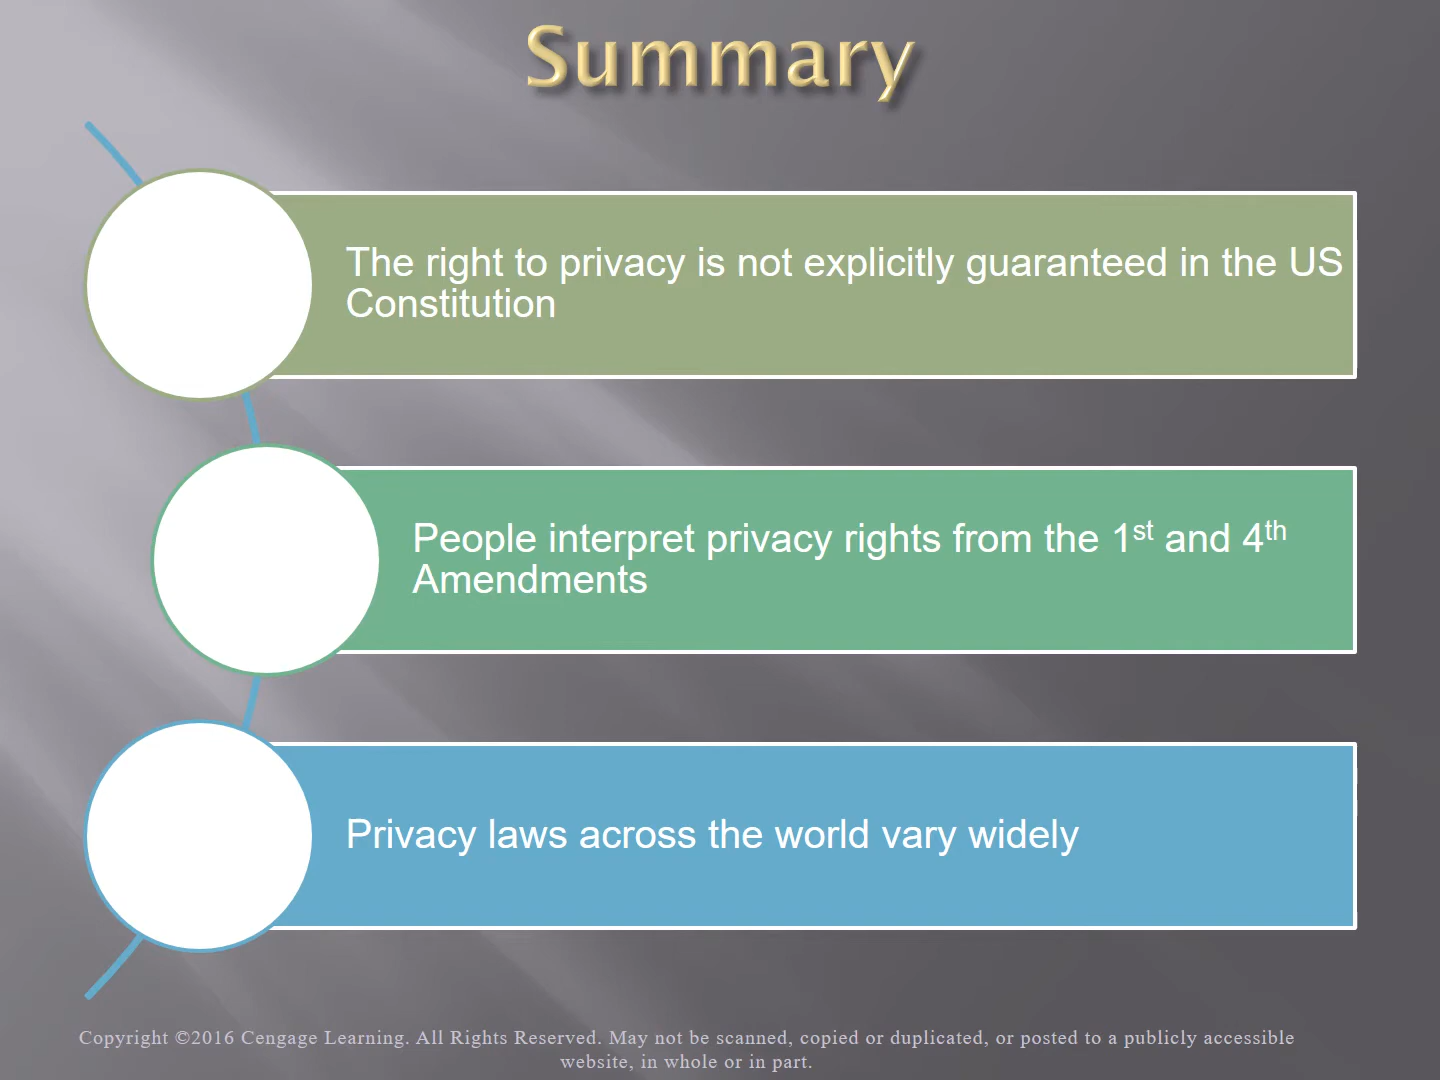 Summary
The right to privacy is not explicitly guaranteed in the US
Constitution
People interpret privacy rights from the 1st and 4th
Amendments
Privacy laws across the world vary widely
Copyright ©2016 Cengage Learning. All Rights Reserved. May not be scanned, copied or duplicated, or posted to a publicly accessible
website, in whole or in part.